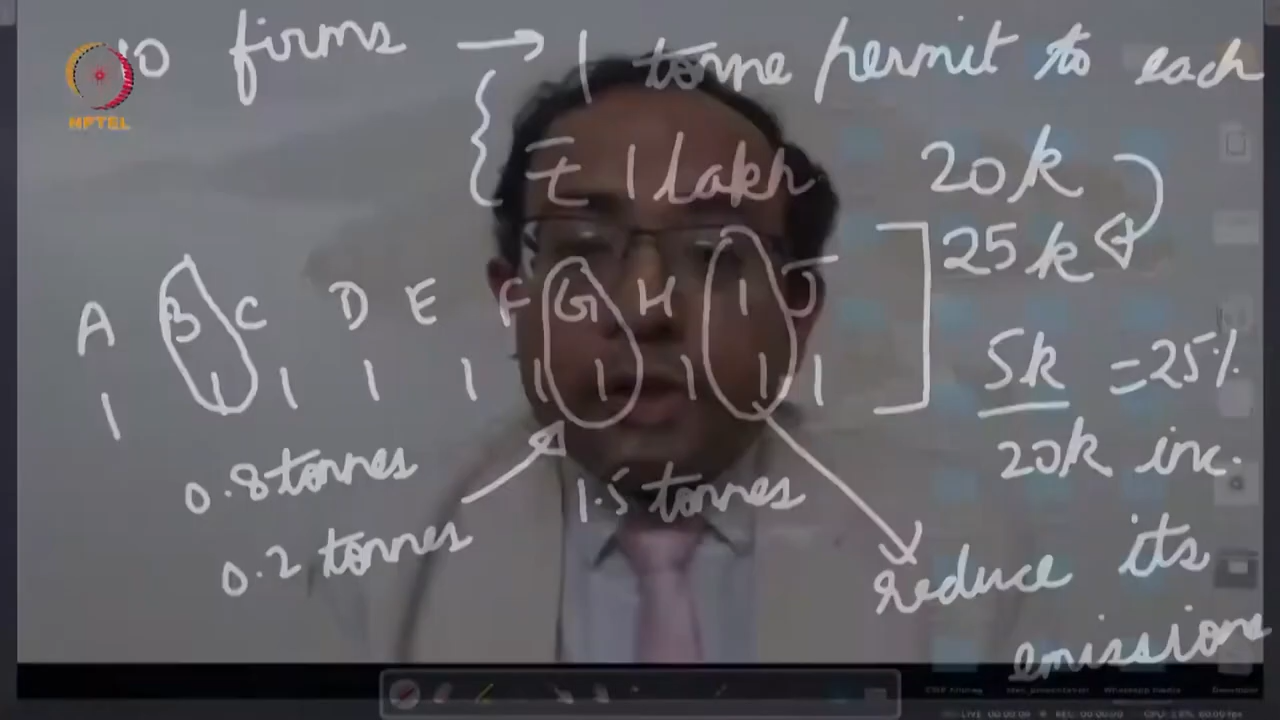 10 firms → 1 tonne permit to each
₹ 1 lakh 20k
25k
A B C D E F G H I J
1 1 1 1 1 1 1 1 1 1
5k = 25%
20k inc.
0.8 tonnes 1.5 tonnes
0.2 tonnes
reduce its
emissions
NPTEL